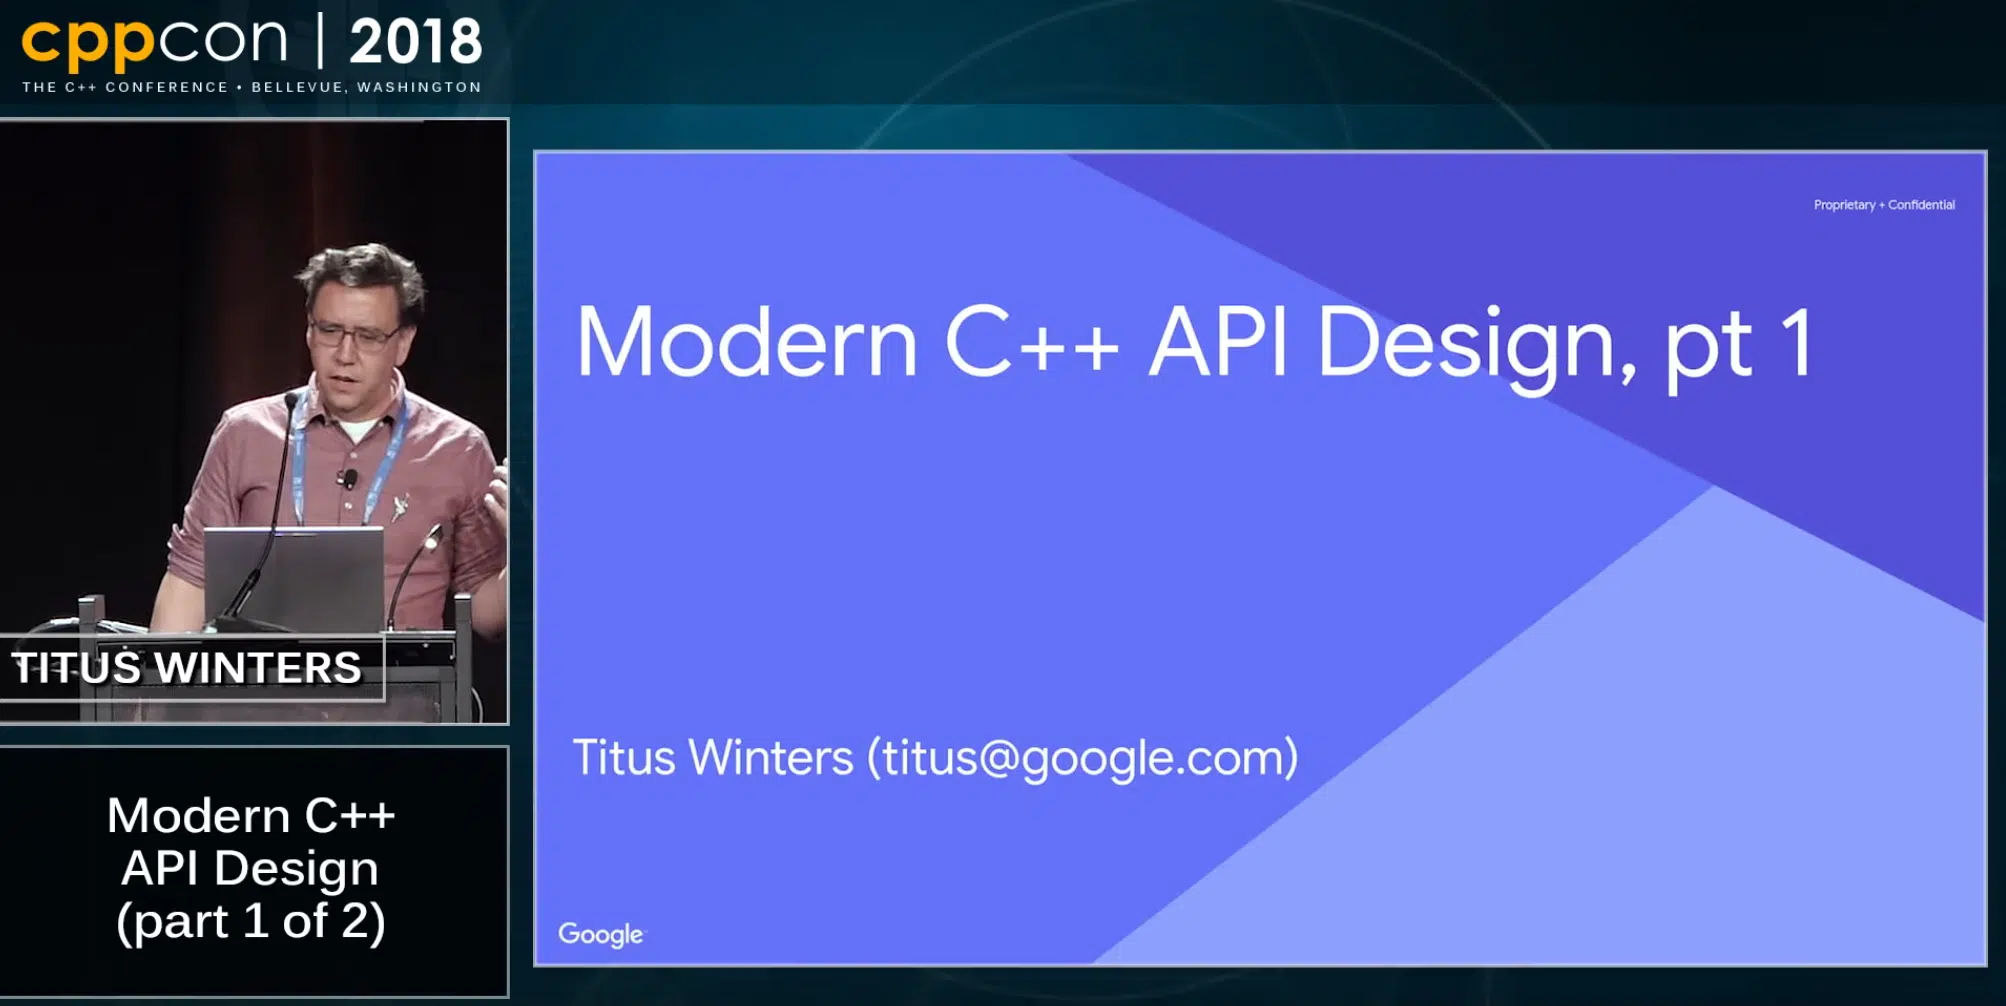 cppcon | 2018
THE C++ CONFERENCE • BELLEVUE, WASHINGTON
TITUS WINTERS
Modern C++
API Design
(part 1 of 2)
Proprietary + Confidential
Modern C++ API Design, pt 1
Titus Winters (titus@google.com)
Google